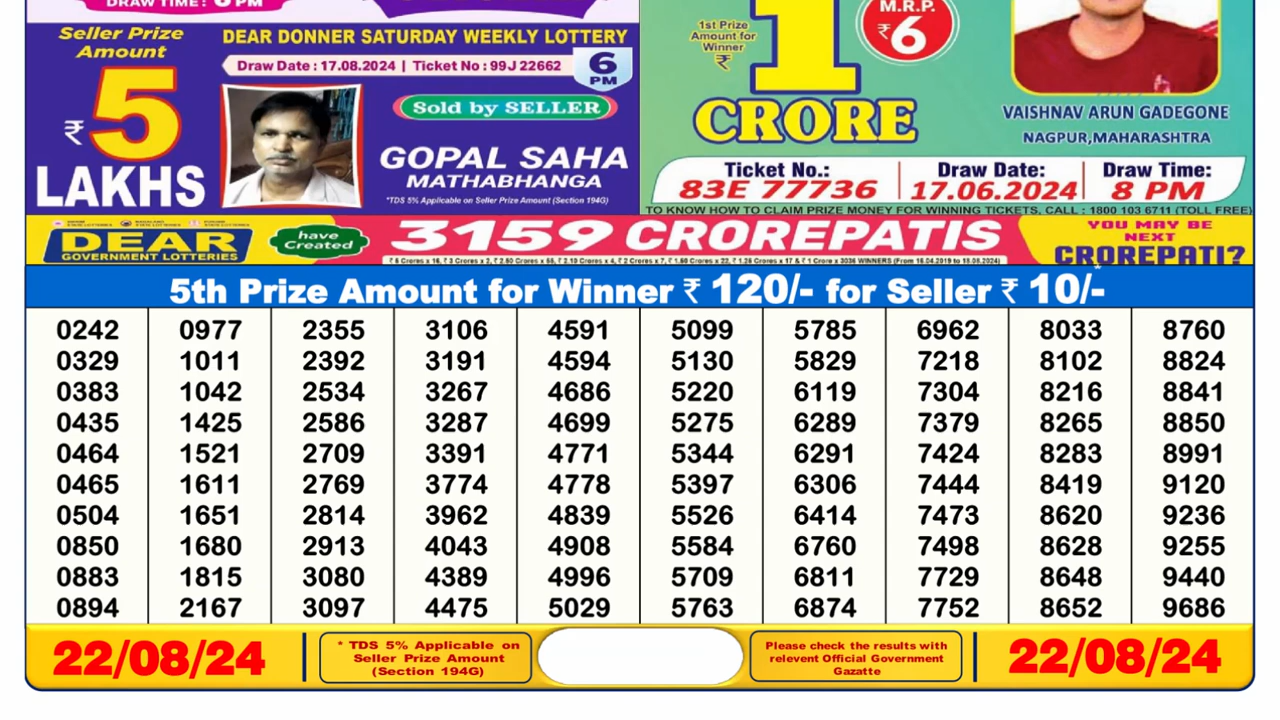 DRAW TIME: 6 PM
Seller Prize
Amount
₹5
LAKHS
DEAR DONNER SATURDAY WEEKLY LOTTERY
Draw Date : 17.08.2024 | Ticket No : 99J 22662
6
PM
Sold by SELLER
GOPAL SAHA
MATHABHANGA
*TDS 5% Applicable on Seller Prize Amount (Section 194G)
1st Prize
Amount for
Winner
₹
1
CRORE
M.R.P.
₹6
VAISHNAV ARUN GADEGONE
NAGPUR,MAHARASHTRA
Ticket No.: Draw Date: Draw Time:
83E 77736 17.06.2024 8 PM
TO KNOW HOW TO CLAIM PRIZE MONEY FOR WINNING TICKETS, CALL : 1800 103 6711 (TOLL FREE)
DEAR
GOVERNMENT LOTTERIES
have
Created
3159 CROREPATIS
YOU MAY BE
NEXT
CROREPATI?
5th Prize Amount for Winner ₹ 120/- for Seller ₹ 10/-*
0242 0977 2355 3106 4591 5099 5785 6962 8033 8760
0329 1011 2392 3191 4594 5130 5829 7218 8102 8824
0383 1042 2534 3267 4686 5220 6119 7304 8216 8841
0435 1425 2586 3287 4699 5275 6289 7379 8265 8850
0464 1521 2709 3391 4771 5344 6291 7424 8283 8991
0465 1611 2769 3774 4778 5397 6306 7444 8419 9120
0504 1651 2814 3962 4839 5526 6414 7473 8620 9236
0850 1680 2913 4043 4908 5584 6760 7498 8628 9255
0883 1815 3080 4389 4996 5709 6811 7729 8648 9440
0894 2167 3097 4475 5029 5763 6874 7752 8652 9686
22/08/24
* TDS 5% Applicable on
Seller Prize Amount
(Section 194G)
Please check the results with
relevent Official Government
Gazatte
22/08/24